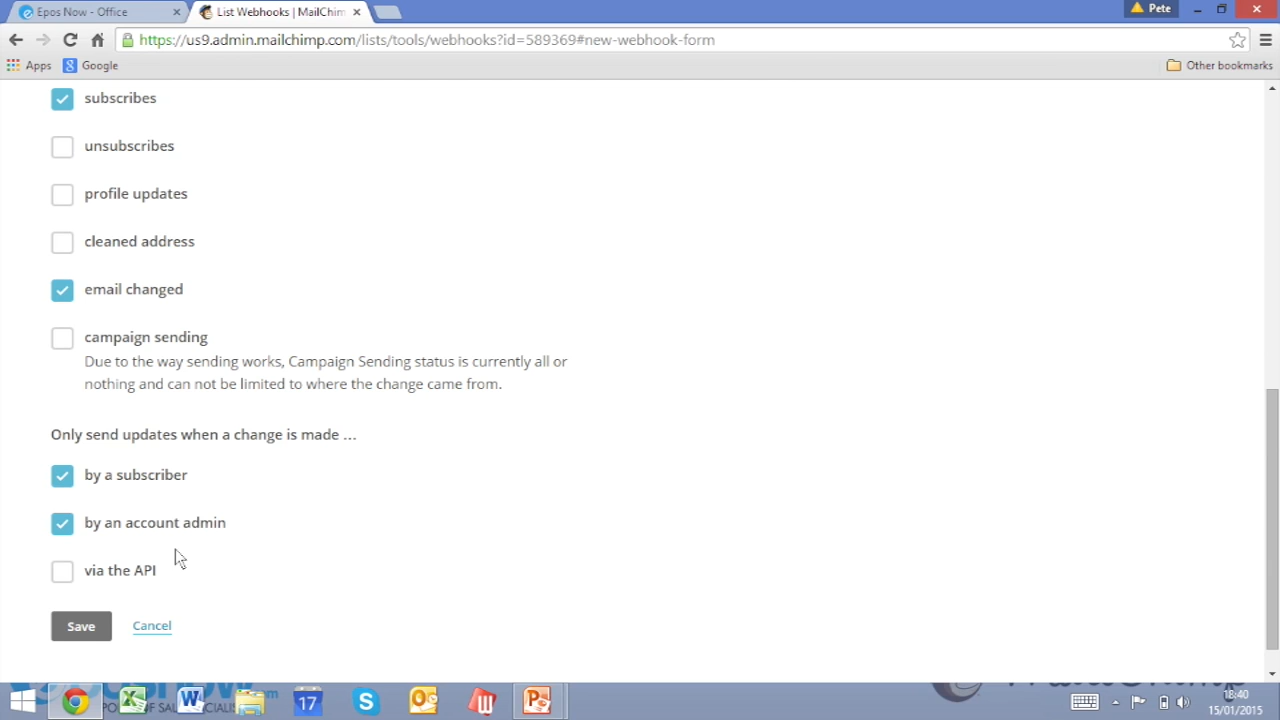 Epos Now - Office
List Webhooks | MailChim
Pete
https://us9.admin.mailchimp.com/lists/tools/webhooks?id=589369#new-webhook-form
Apps
Google
Other bookmarks
subscribes
unsubscribes
profile updates
cleaned address
email changed
campaign sending
Due to the way sending works, Campaign Sending status is currently all or
nothing and can not be limited to where the change came from.
Only send updates when a change is made ...
by a subscriber
by an account admin
via the API
Save
Cancel
17
18:40
15/01/2015